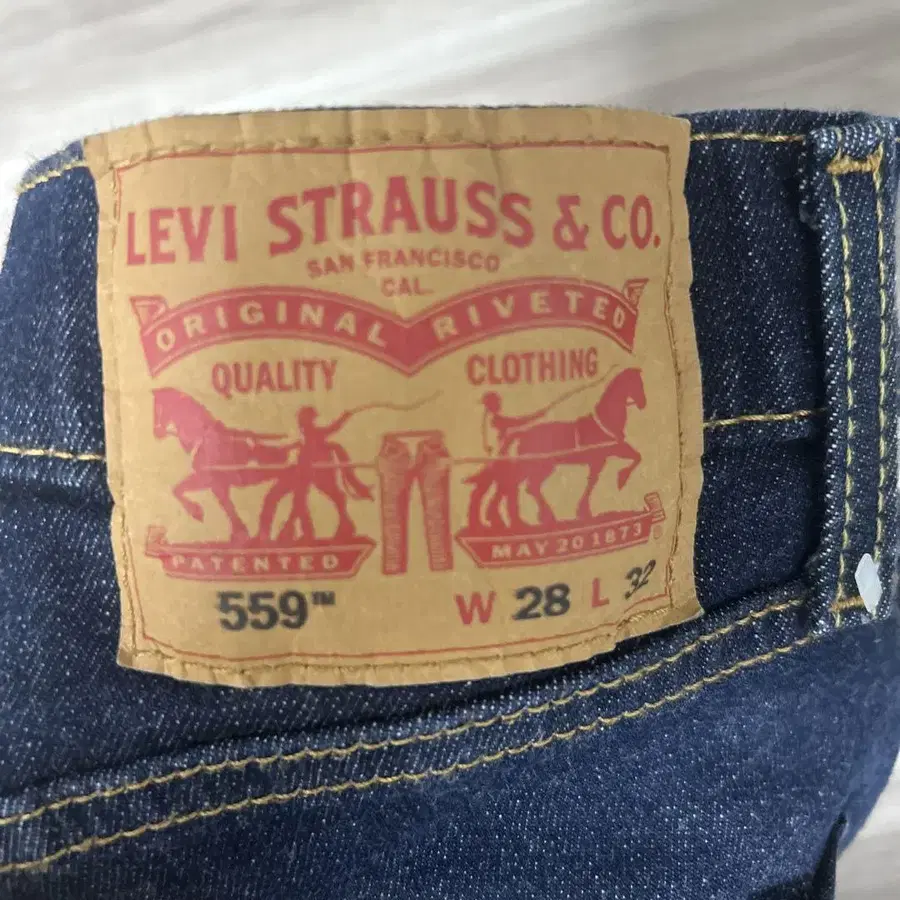 LEVI STRAUSS & CO.
SAN FRANCISCO
CAL.
ORIGINAL RIVETED
QUALITY CLOTHING
PATENTED MAY 20 1873
559™ W 28 L 32